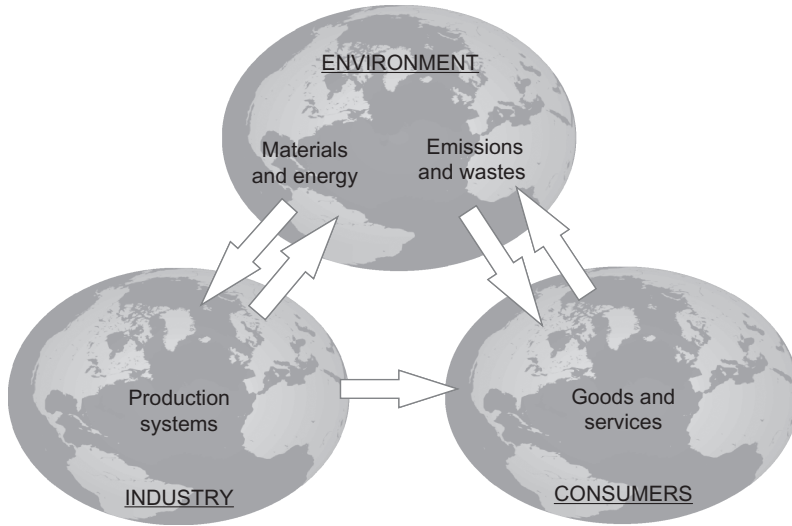 ENVIRONMENT
Materials
and energy
Emissions
and wastes
Production
systems
INDUSTRY
Goods and
services
CONSUMERS